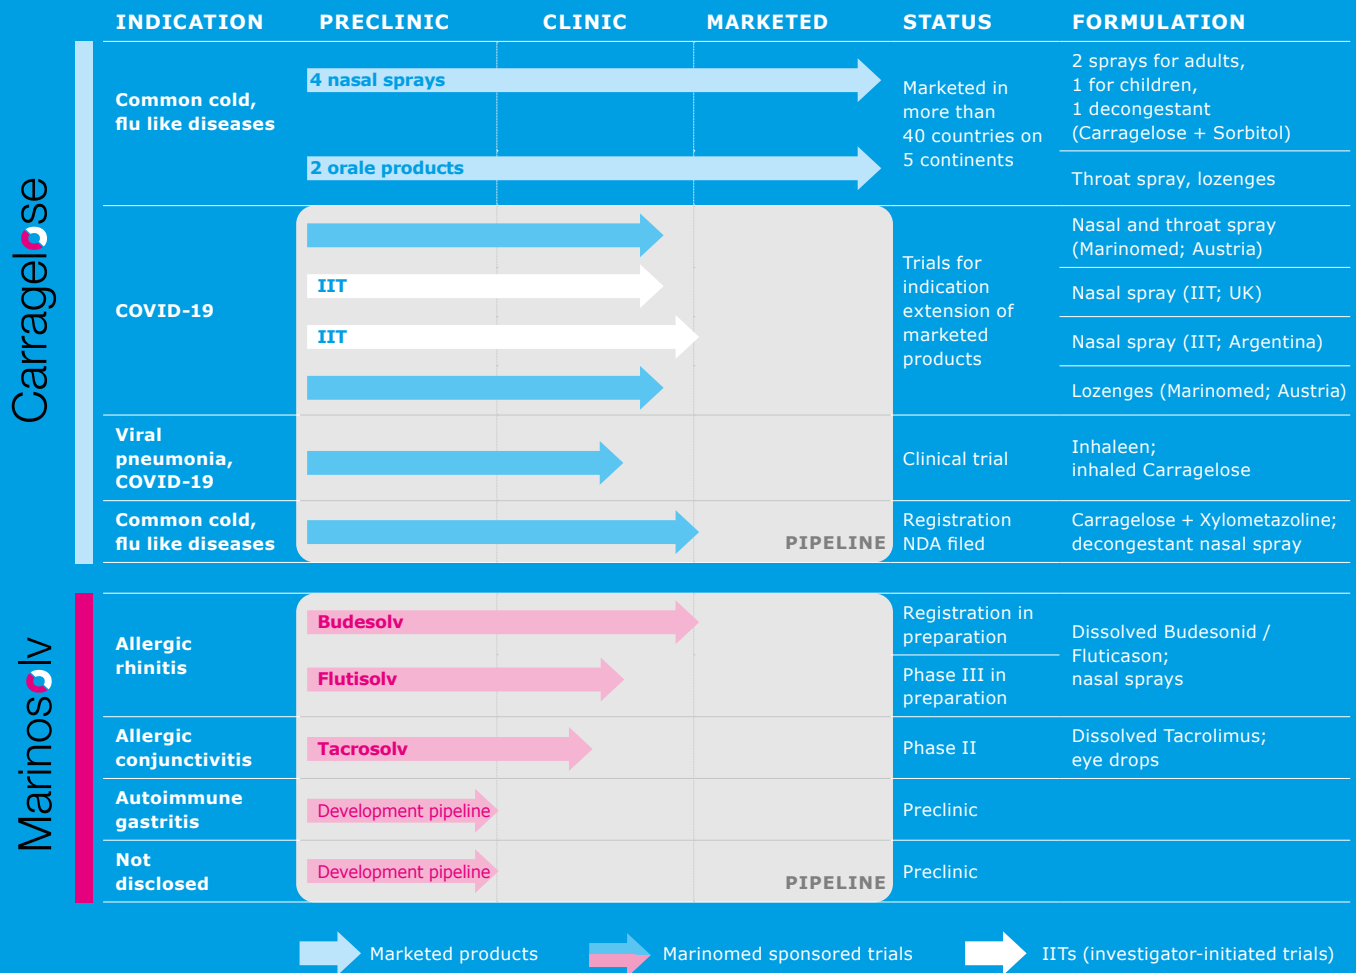 INDICATION PRECLINIC CLINIC MARKETED STATUS FORMULATION
Carragelose
Common cold,
flu like diseases
4 nasal sprays
2 orale products
Marketed in
more than
40 countries on
5 continents
2 sprays for adults,
1 for children,
1 decongestant
(Carragelose + Sorbitol)
Throat spray, lozenges
COVID-19
IIT
IIT
Trials for
indication
extension of
marketed
products
Nasal and throat spray
(Marinomed; Austria)
Nasal spray (IIT; UK)
Nasal spray (IIT; Argentina)
Lozenges (Marinomed; Austria)
Viral
pneumonia,
COVID-19
Clinical trial
Inhaleen;
inhaled Carragelose
Common cold,
flu like diseases
PIPELINE
Registration
NDA filed
Carragelose + Xylometazoline;
decongestant nasal spray
Marinosolv
Allergic
rhinitis
Budesolv
Flutisolv
Registration in
preparation
Phase III in
preparation
Dissolved Budesonid /
Fluticason;
nasal sprays
Allergic
conjunctivitis
Tacrosolv
Phase II
Dissolved Tacrolimus;
eye drops
Autoimmune
gastritis
Development pipeline
Preclinic
Not
disclosed
Development pipeline
PIPELINE
Preclinic
Marketed products
Marinomed sponsored trials
IITs (investigator-initiated trials)